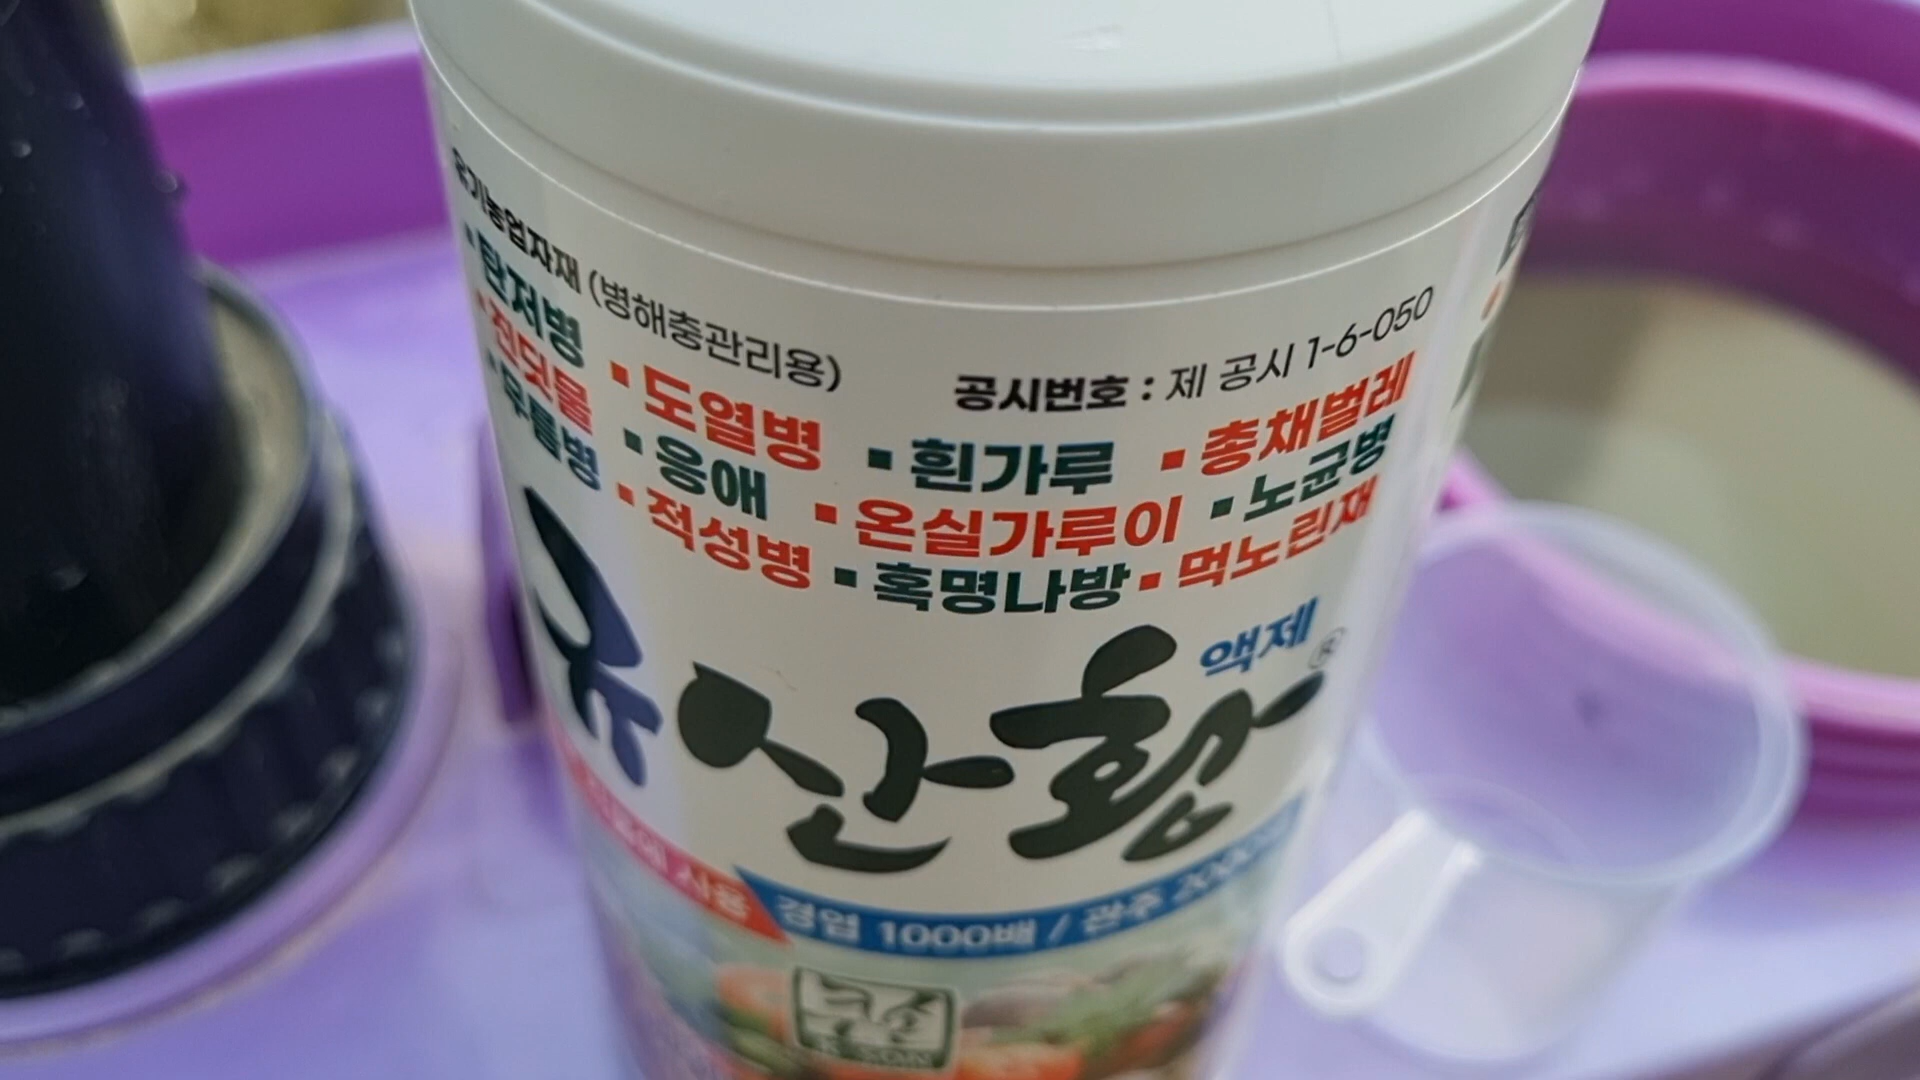 유기농업자재 (병해충관리용)
공시번호 : 제 공시 1-6-050
▪탄저병 ▪도열병 ▪흰가루 ▪총채벌레
▪진딧물 ▪응애 ▪온실가루이 ▪노균병
▪무름병 ▪적성병 ▪혹명나방 ▪먹노린재
유산황 액제®
사용
경엽 1000배 / 관주